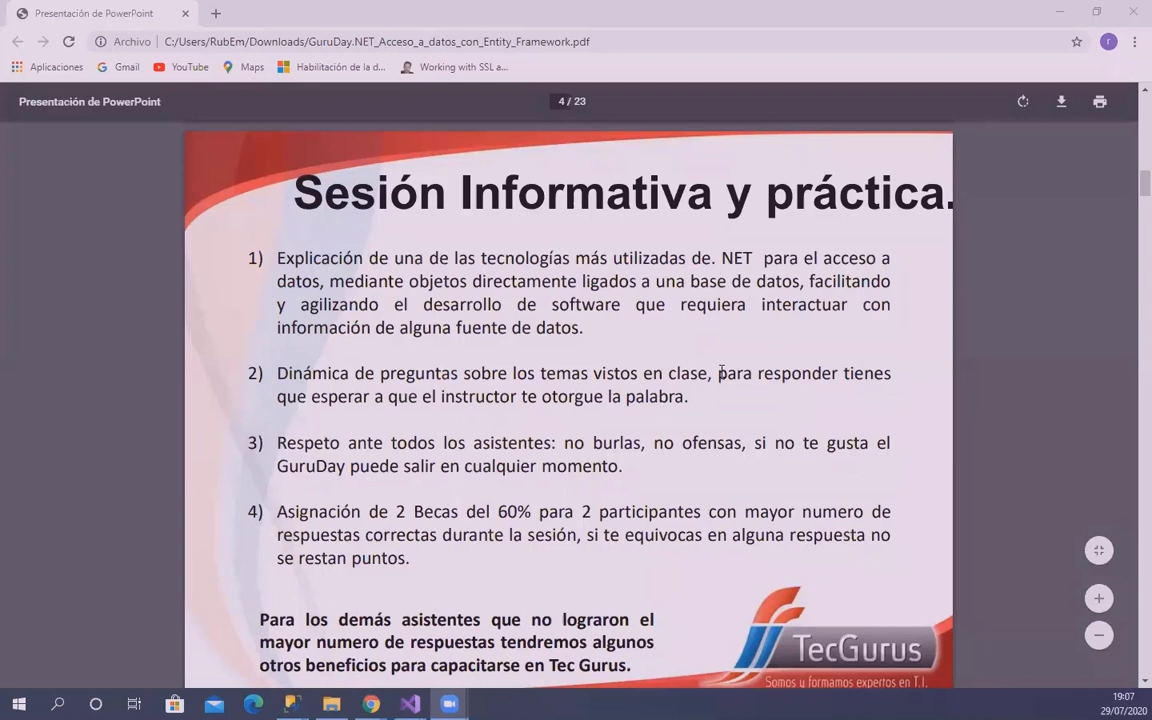 Presentación de PowerPoint
Archivo
C:/Users/RubEm/Downloads/GuruDay.NET_Acceso_a_datos_con_Entity_Framework.pdf
r
Aplicaciones
Gmail
YouTube
Maps
Habilitación de la d...
Working with SSL a...
Presentación de PowerPoint
4 / 23
Sesión Informativa y práctica.
1) Explicación de una de las tecnologías más utilizadas de. NET para el acceso a
datos, mediante objetos directamente ligados a una base de datos, facilitando
y agilizando el desarrollo de software que requiera interactuar con
información de alguna fuente de datos.
2) Dinámica de preguntas sobre los temas vistos en clase, para responder tienes
que esperar a que el instructor te otorgue la palabra.
3) Respeto ante todos los asistentes: no burlas, no ofensas, si no te gusta el
GuruDay puede salir en cualquier momento.
4) Asignación de 2 Becas del 60% para 2 participantes con mayor numero de
respuestas correctas durante la sesión, si te equivocas en alguna respuesta no
se restan puntos.
Para los demás asistentes que no lograron el
mayor numero de respuestas tendremos algunos
otros beneficios para capacitarse en Tec Gurus.
TecGurus
Somos y formamos expertos en T.I.
19:07
29/07/2020